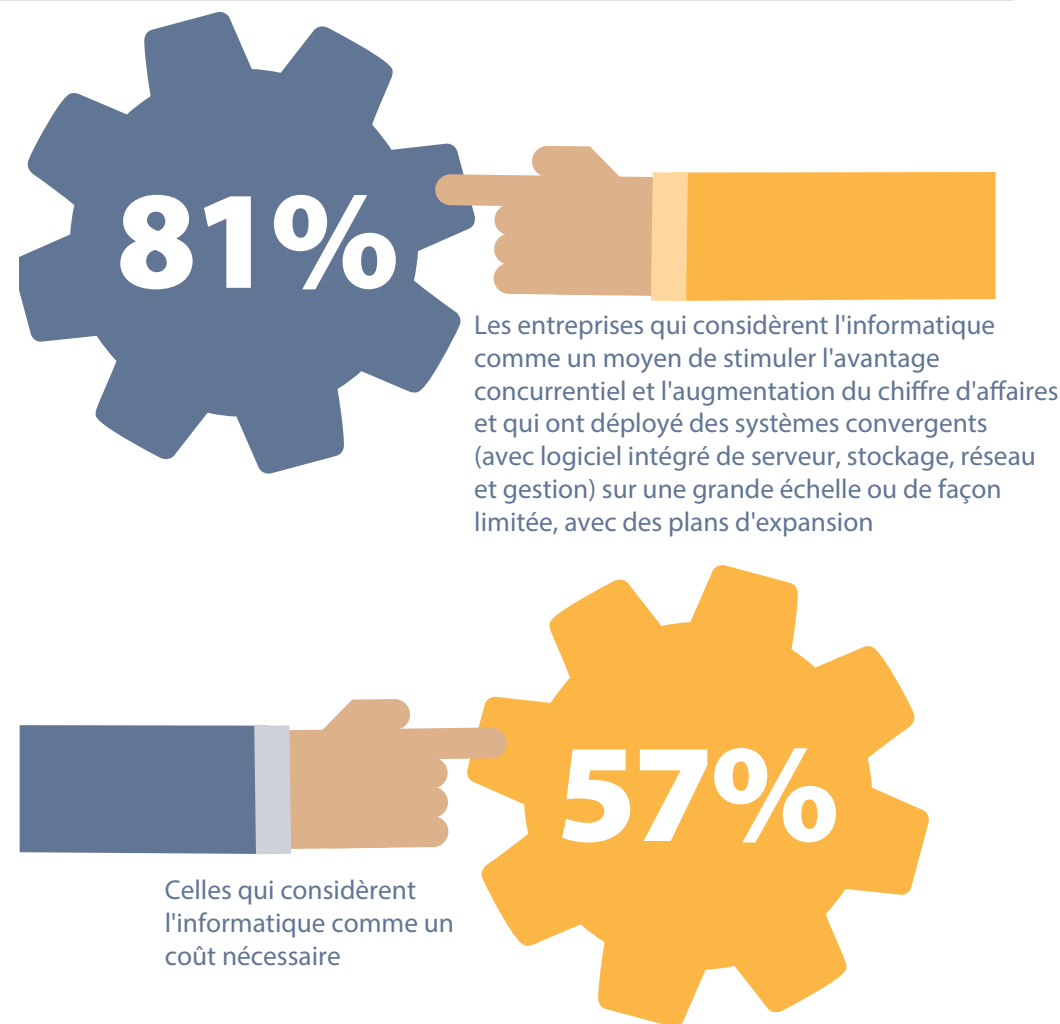 81%
Les entreprises qui considèrent l'informatique
comme un moyen de stimuler l'avantage
concurrentiel et l'augmentation du chiffre d'affaires
et qui ont déployé des systèmes convergents
(avec logiciel intégré de serveur, stockage, réseau
et gestion) sur une grande échelle ou de façon
limitée, avec des plans d'expansion
57%
Celles qui considèrent
l'informatique comme un
coût nécessaire